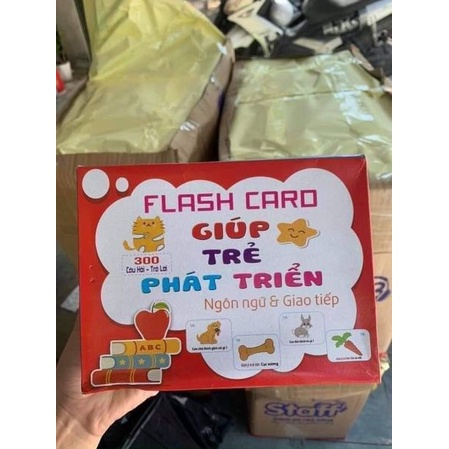 FLASH CARD
GIÚP
TRẺ
PHÁT TRIỂN
Ngôn ngữ & Giao tiếp
300
Câu Hỏi - Trả Lời
ABC
Staff